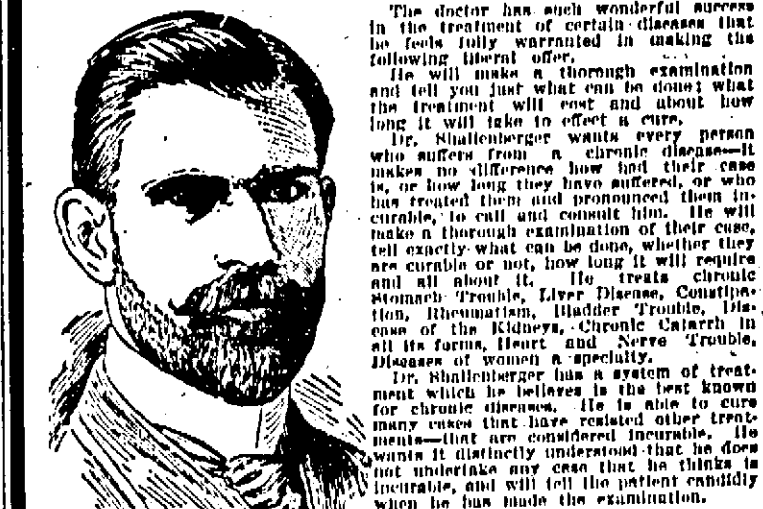 The doctor has such wonderful success
in the treatment of certain diseases that
he feels fully warranted in making the
following liberal offer.
He will make a thorough examination
and tell you just what can be done; what
the treatment will cost and about how
long it will take to effect a cure.
Dr. Shallenberger wants every person
who suffers from a chronic disease—it
makes no difference how bad their case
is, or how long they have suffered, or who
has treated them and pronounced them in-
curable, to call and consult him. He will
make a thorough examination of their case,
tell exactly what can be done, whether they
are curable or not, how long it will require
and all about it. He treats chronic
Stomach Trouble, Liver Disease, Constipa-
tion, Rheumatism, Bladder Trouble, Dis-
ease of the Kidneys, Chronic Catarrh in
all its forms, Heart and Nerve Trouble,
Diseases of women a specialty.
Dr. Shallenberger has a system of treat-
ment which he believes is the best known
for chronic diseases. He is able to cure
many cases that have resisted other treat-
ments—that are considered incurable. He
wants it distinctly understood that he does
not undertake any case that he thinks is
incurable, and will tell the patient candidly
when he has made the examination.